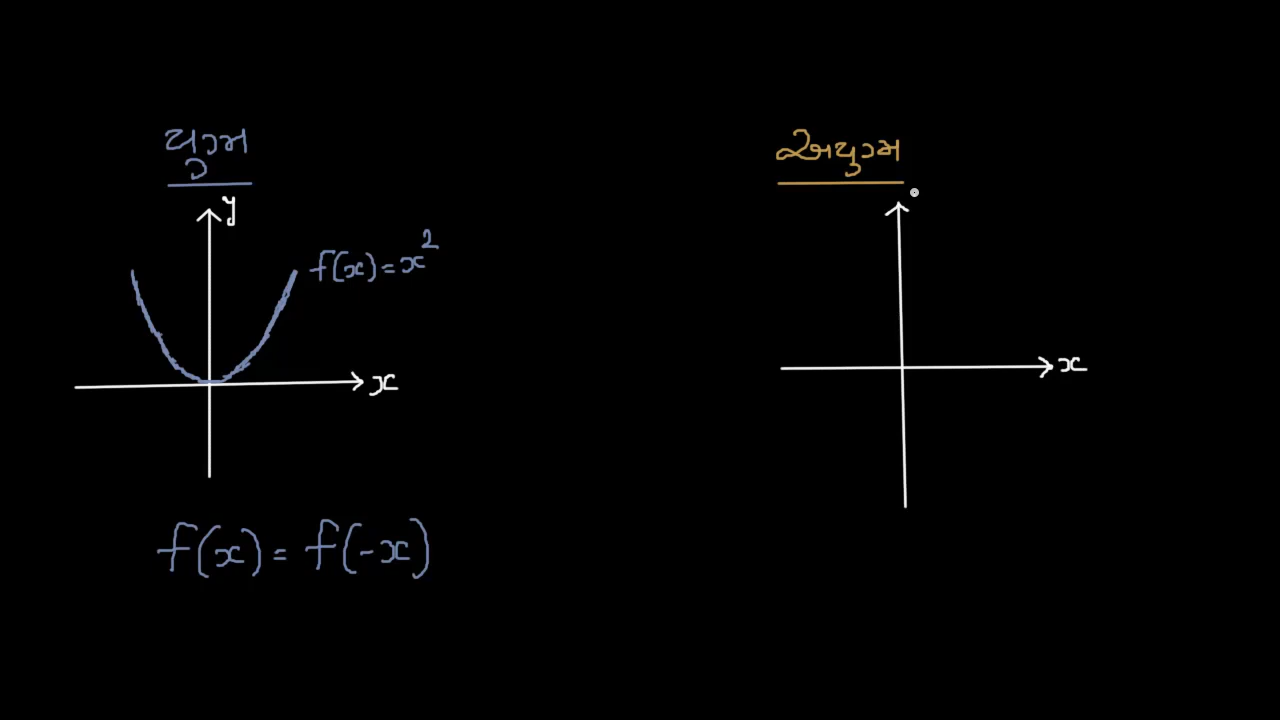 યુગ્મ
y
f(x) = x²
x
f(x) = f(-x)
અયુગ્મ
x